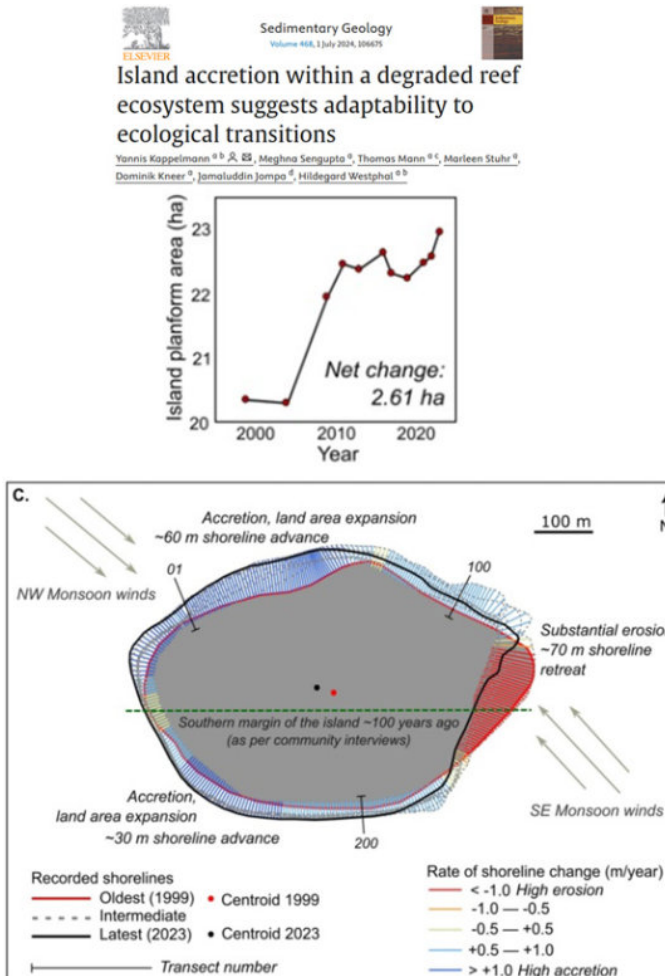 ELSEVIER
Sedimentary Geology
Volume 468, 1 July 2024, 106675
Island accretion within a degraded reef
ecosystem suggests adaptability to
ecological transitions
Yannis Kappelmann a b, Meghna Sengupta a, Thomas Mann a c, Marleen Stuhr a,
Dominik Kneer a, Jamaluddin Jompa d, Hildegard Westphal a b
Island planform area (ha)
23
22
21
20
Net change:
2.61 ha
2000
2010
2020
Year
C.
Accretion, land area expansion
~60 m shoreline advance
100 m
N
NW Monsoon winds
01
100
Substantial erosion
~70 m shoreline
retreat
Southern margin of the island ~100 years ago
(as per community interviews)
Accretion,
land area expansion
~30 m shoreline advance
200
SE Monsoon winds
Recorded shorelines
Oldest (1999)
Intermediate
Latest (2023)
Centroid 1999
Centroid 2023
Transect number
Rate of shoreline change (m/year)
< -1.0 High erosion
-1.0 — -0.5
-0.5 — +0.5
+0.5 — +1.0
> +1.0 High accretion